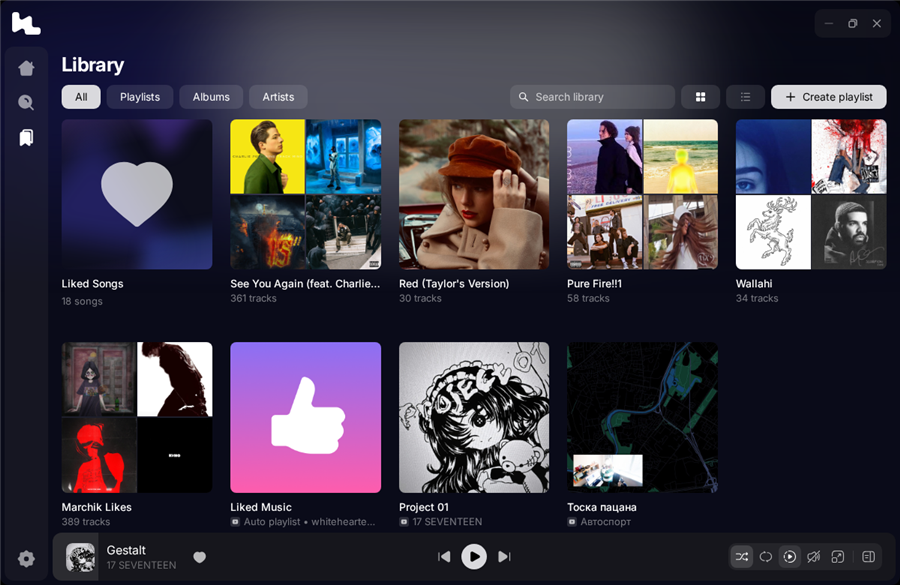 Library
All
Playlists
Albums
Artists
Search library
Create playlist
Liked Songs
18 songs
See You Again (feat. Charlie...
361 tracks
Red (Taylor's Version)
30 tracks
Pure Fire!!1
58 tracks
Wallahi
34 tracks
Marchik Likes
389 tracks
Liked Music
Auto playlist • whitehearte...
Project 01
17 SEVENTEEN
Тоска пацана
Автоспорт
Gestalt
17 SEVENTEEN